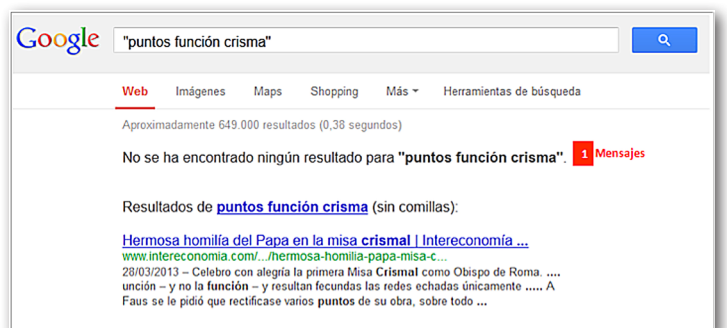 Google "puntos función crisma"
Web Imágenes Maps Shopping Más Herramientas de búsqueda
Aproximadamente 649.000 resultados (0,38 segundos)
No se ha encontrado ningún resultado para "puntos función crisma". 1 Mensajes
Resultados de puntos función crisma (sin comillas):
Hermosa homilía del Papa en la misa crismal | Intereconomía ...
www.intereconomia.com/.../hermosa-homilia-papa-misa-c...
28/03/2013 – Celebro con alegría la primera Misa Crismal como Obispo de Roma. ....
unción – y no la función – y resultan fecundas las redes echadas únicamente ..... A
Faus se le pidió que rectificase varios puntos de su obra, sobre todo ...